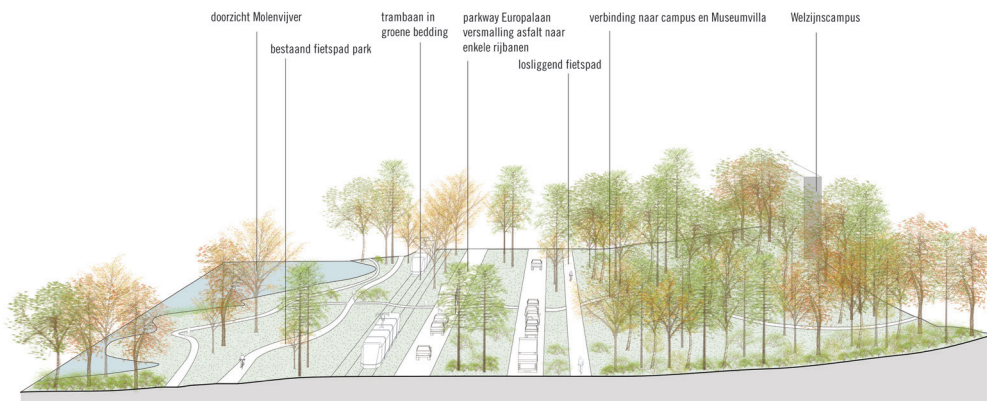 doorzicht Molenvijver
bestaand fietspad park
trambaan in
groene bedding
parkway Europalaan
versmalling asfalt naar
enkele rijbanen
losliggend fietspad
verbinding naar campus en Museumvilla
Welzijnscampus